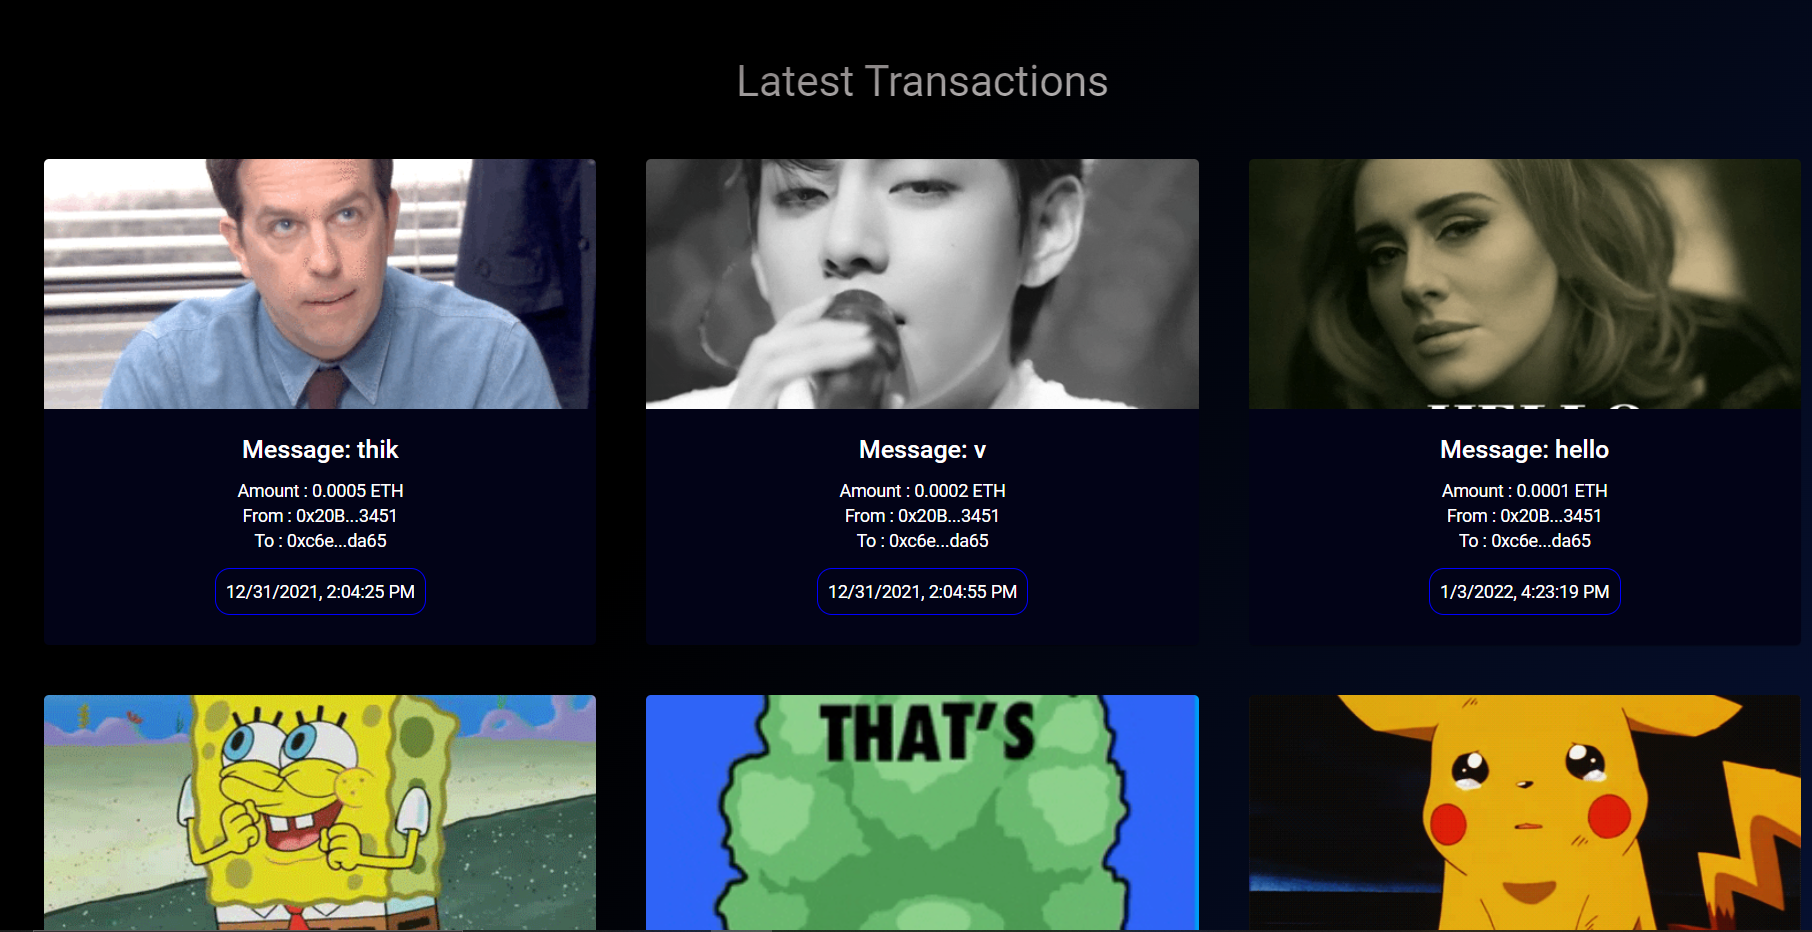 Latest Transactions
Message: thik
Amount : 0.0005 ETH
From : 0x20B...3451
To : 0xc6e...da65
12/31/2021, 2:04:25 PM
Message: v
Amount : 0.0002 ETH
From : 0x20B...3451
To : 0xc6e...da65
12/31/2021, 2:04:55 PM
HELLO
Message: hello
Amount : 0.0001 ETH
From : 0x20B...3451
To : 0xc6e...da65
1/3/2022, 4:23:19 PM
THAT'S